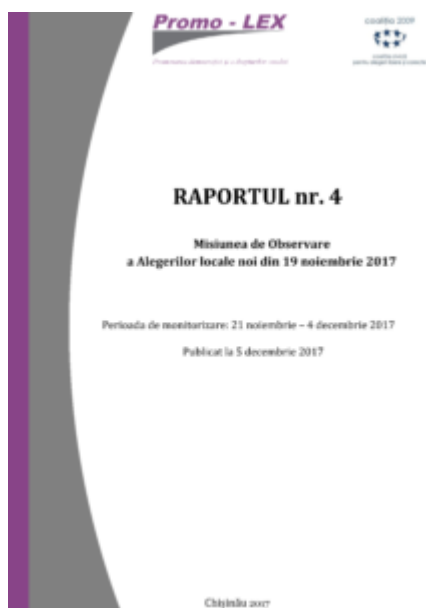 Promo - LEX
coaliția 2009
RAPORTUL nr. 4
Misiunea de Observare
a Alegerilor locale noi din 19 noiembrie 2017
Perioada de monitorizare: 21 noiembrie – 4 decembrie 2017
Publicat la 5 decembrie 2017
Chișinău 2017